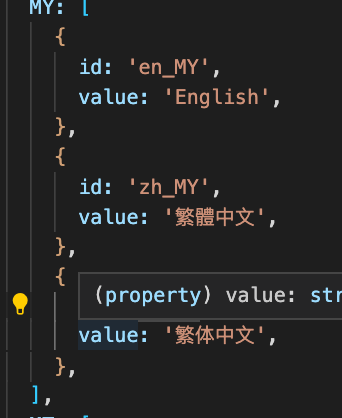 MY: [
{
id: 'en_MY',
value: 'English',
},
{
id: 'zh_MY',
value: '繁體中文',
},
{
(property) value: str
value: '繁体中文',
},
],